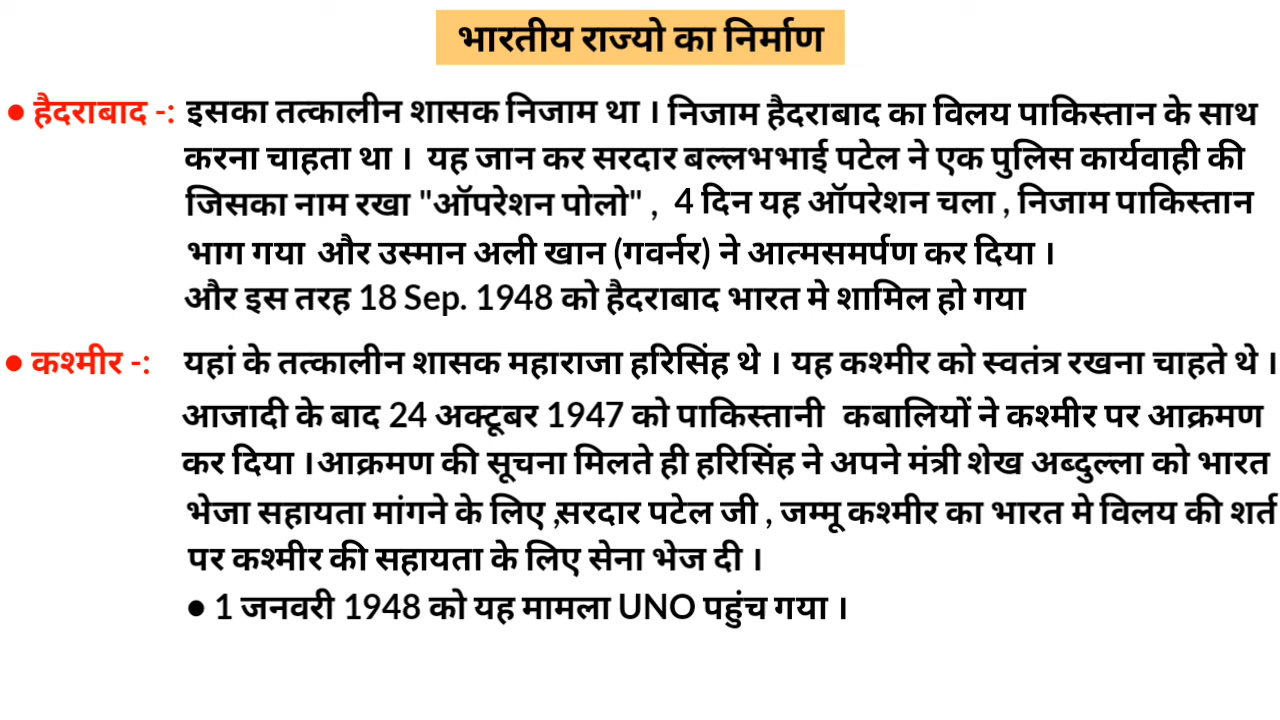 भारतीय राज्यो का निर्माण
● हैदराबाद -: इसका तत्कालीन शासक निजाम था । निजाम हैदराबाद का विलय पाकिस्तान के साथ
करना चाहता था । यह जान कर सरदार बल्लभभाई पटेल ने एक पुलिस कार्यवाही की
जिसका नाम रखा "ऑपरेशन पोलो" , 4 दिन यह ऑपरेशन चला , निजाम पाकिस्तान
भाग गया और उस्मान अली खान (गवर्नर) ने आत्मसमर्पण कर दिया ।
और इस तरह 18 Sep. 1948 को हैदराबाद भारत मे शामिल हो गया
● कश्मीर -: यहां के तत्कालीन शासक महाराजा हरिसिंह थे । यह कश्मीर को स्वतंत्र रखना चाहते थे ।
आजादी के बाद 24 अक्टूबर 1947 को पाकिस्तानी कबालियों ने कश्मीर पर आक्रमण
कर दिया ।आक्रमण की सूचना मिलते ही हरिसिंह ने अपने मंत्री शेख अब्दुल्ला को भारत
भेजा सहायता मांगने के लिए ,सरदार पटेल जी , जम्मू कश्मीर का भारत मे विलय की शर्त
पर कश्मीर की सहायता के लिए सेना भेज दी ।
● 1 जनवरी 1948 को यह मामला UNO पहुंच गया ।